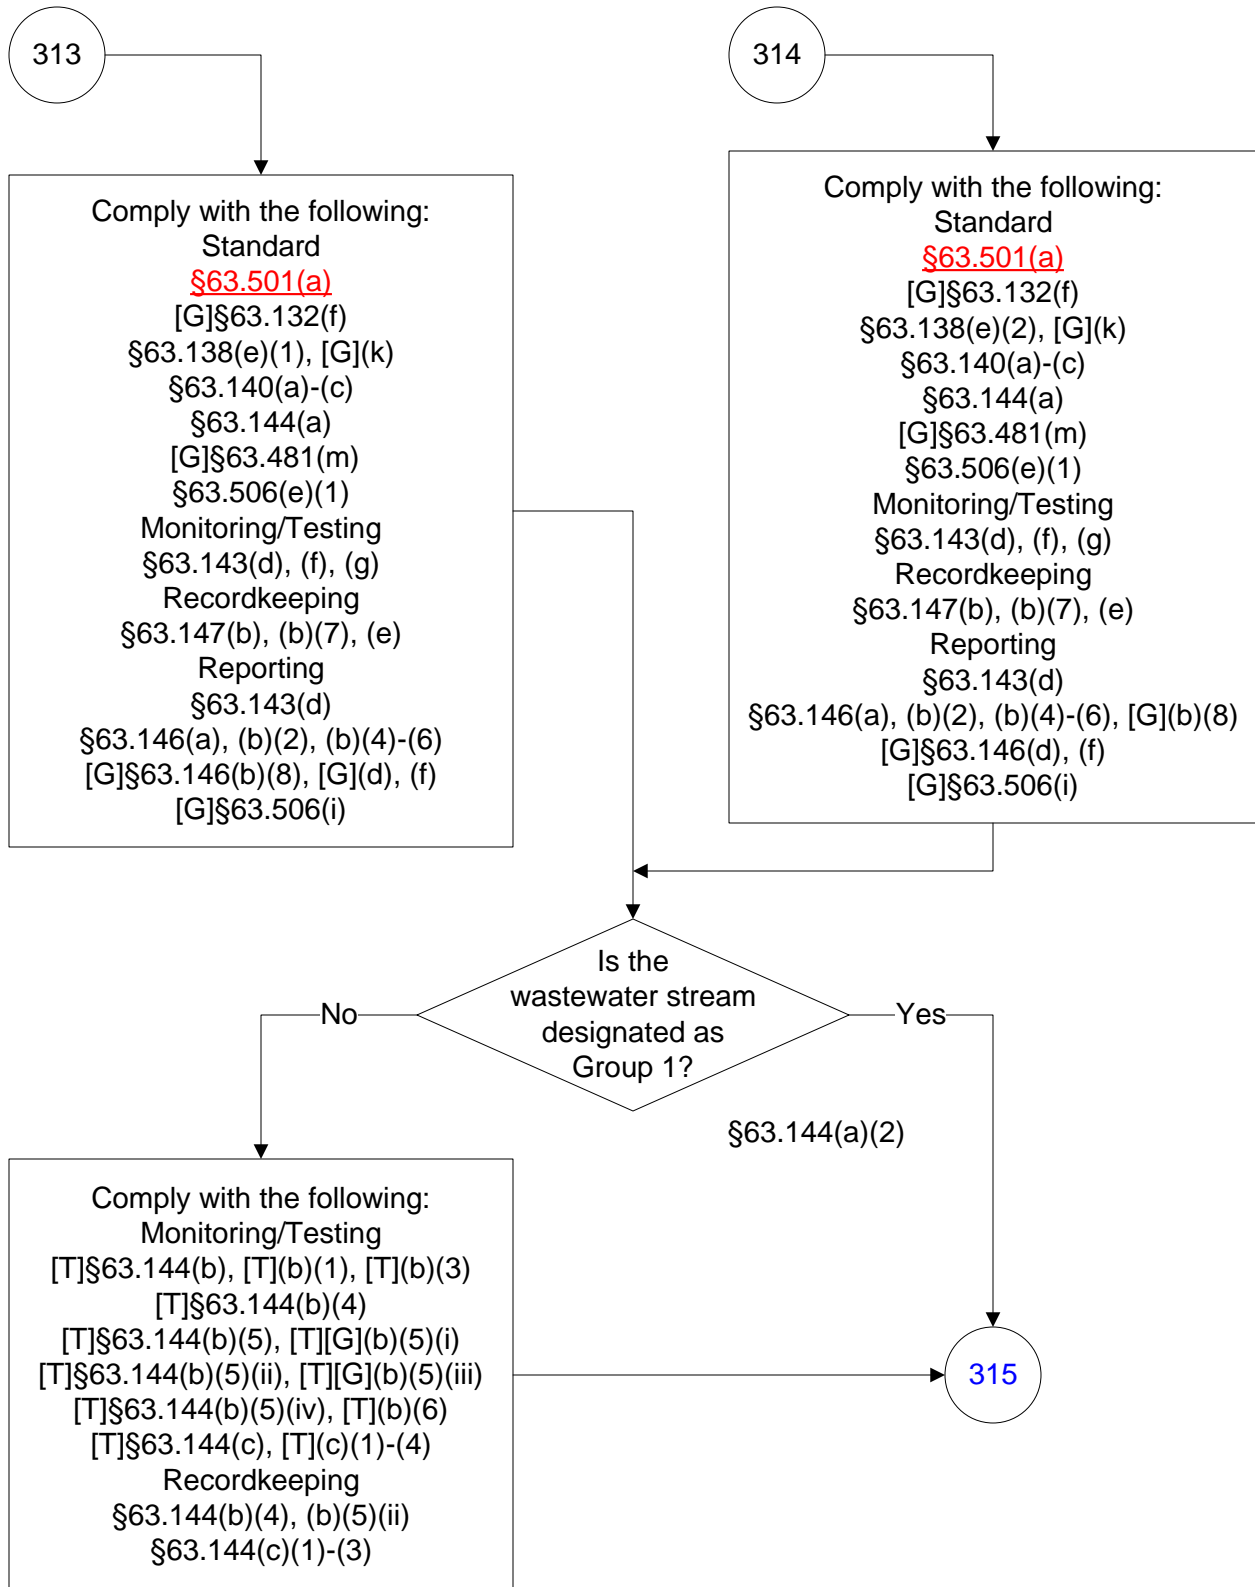 313
314
Comply with the following:
Standard
§63.501(a)
[G]§63.132(f)
§63.138(e)(1), [G](k)
§63.140(a)-(c)
§63.144(a)
[G]§63.481(m)
§63.506(e)(1)
Monitoring/Testing
§63.143(d), (f), (g)
Recordkeeping
§63.147(b), (b)(7), (e)
Reporting
§63.143(d)
§63.146(a), (b)(2), (b)(4)-(6)
[G]§63.146(b)(8), [G](d), (f)
[G]§63.506(i)
Comply with the following:
Standard
§63.501(a)
[G]§63.132(f)
§63.138(e)(2), [G](k)
§63.140(a)-(c)
§63.144(a)
[G]§63.481(m)
§63.506(e)(1)
Monitoring/Testing
§63.143(d), (f), (g)
Recordkeeping
§63.147(b), (b)(7), (e)
Reporting
§63.143(d)
§63.146(a), (b)(2), (b)(4)-(6), [G](b)(8)
[G]§63.146(d), (f)
[G]§63.506(i)
Is the
wastewater stream
designated as
Group 1?
No
Yes
§63.144(a)(2)
Comply with the following:
Monitoring/Testing
[T]§63.144(b), [T](b)(1), [T](b)(3)
[T]§63.144(b)(4)
[T]§63.144(b)(5), [T][G](b)(5)(i)
[T]§63.144(b)(5)(ii), [T][G](b)(5)(iii)
[T]§63.144(b)(5)(iv), [T](b)(6)
[T]§63.144(c), [T](c)(1)-(4)
Recordkeeping
§63.144(b)(4), (b)(5)(ii)
§63.144(c)(1)-(3)
315